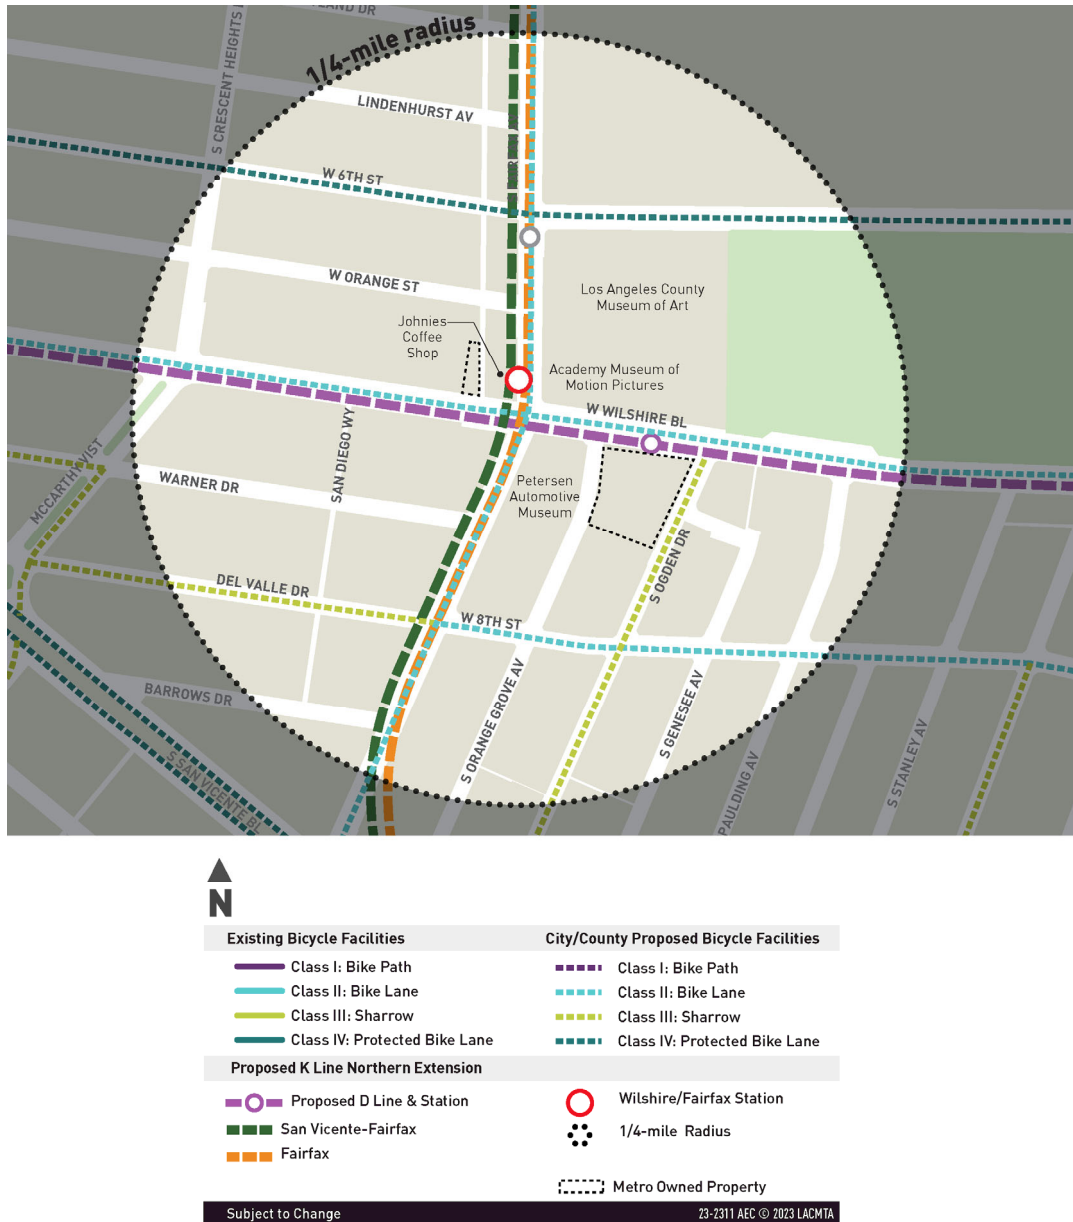 1/4-mile radius
LINDENHURST AV
S CRESCENT HEIGHTS
W 6TH ST
W ORANGE ST
Los Angeles County
Museum of Art
Johnies
Coffee
Shop
Academy Museum of
Motion Pictures
W WILSHIRE BL
SAN DIEGO WY
MCCARTHY VIST
WARNER DR
Petersen
Automotive
Museum
S OGDEN DR
DEL VALLE DR
W 8TH ST
BARROWS DR
S ORANGE GROVE AV
S GENESEE AV
S SAN VICENTE BL
PAULDING AV
S STANLEY AV
N
Existing Bicycle Facilities
Class I: Bike Path
Class II: Bike Lane
Class III: Sharrow
Class IV: Protected Bike Lane
City/County Proposed Bicycle Facilities
Class I: Bike Path
Class II: Bike Lane
Class III: Sharrow
Class IV: Protected Bike Lane
Proposed K Line Northern Extension
Proposed D Line & Station
San Vicente-Fairfax
Fairfax
Wilshire/Fairfax Station
1/4-mile Radius
Metro Owned Property
Subject to Change
23-2311 AEC © 2023 LACMTA